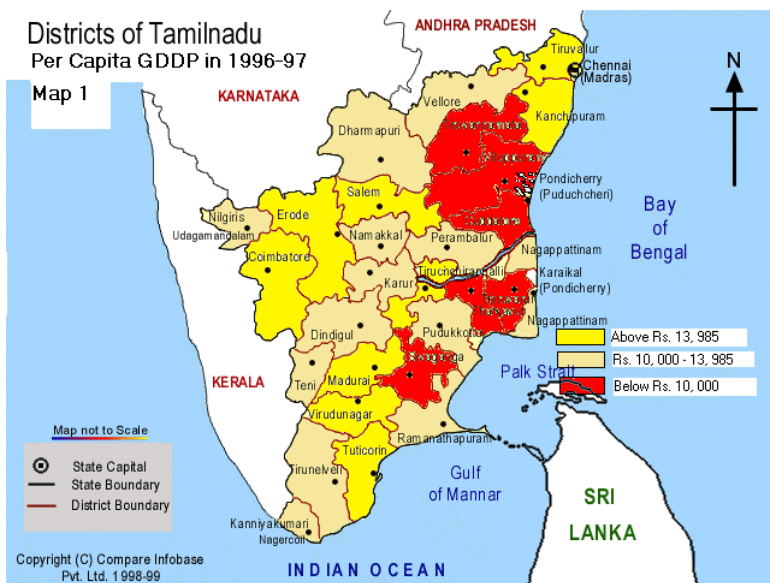 Districts of Tamilnadu
Per Capita GDDP in 1996-97
Map 1
ANDHRA PRADESH
KARNATAKA
Tiruvallur
Chennai
(Madras)
N
Vellore
Kanchipuram
Dharmapuri
Pondicherry
(Puduchcheri)
Salem
Nilgiris
Erode
Udagamandalam
Namakkal
Perambalur
Bay
of
Bengal
Coimbatore
Nagappattinam
Tiruchchirappalli
Karur
Karaikal
(Pondicherry)
Nagappattinam
Dindigul
Pudukkottai
Above Rs. 13, 985
Rs. 10, 000 - 13, 985
Below Rs. 10, 000
Palk Strait
Teni
Madurai
KERALA
Virudunagar
Ramanathapuram
Map not to Scale
Tuticorin
State Capital
State Boundary
District Boundary
Tirunelveli
Gulf
of Mannar
SRI
LANKA
Kanniyakumari
Nagercoil
Copyright (C) Compare Infobase
Pvt. Ltd. 1998-99
INDIAN OCEAN